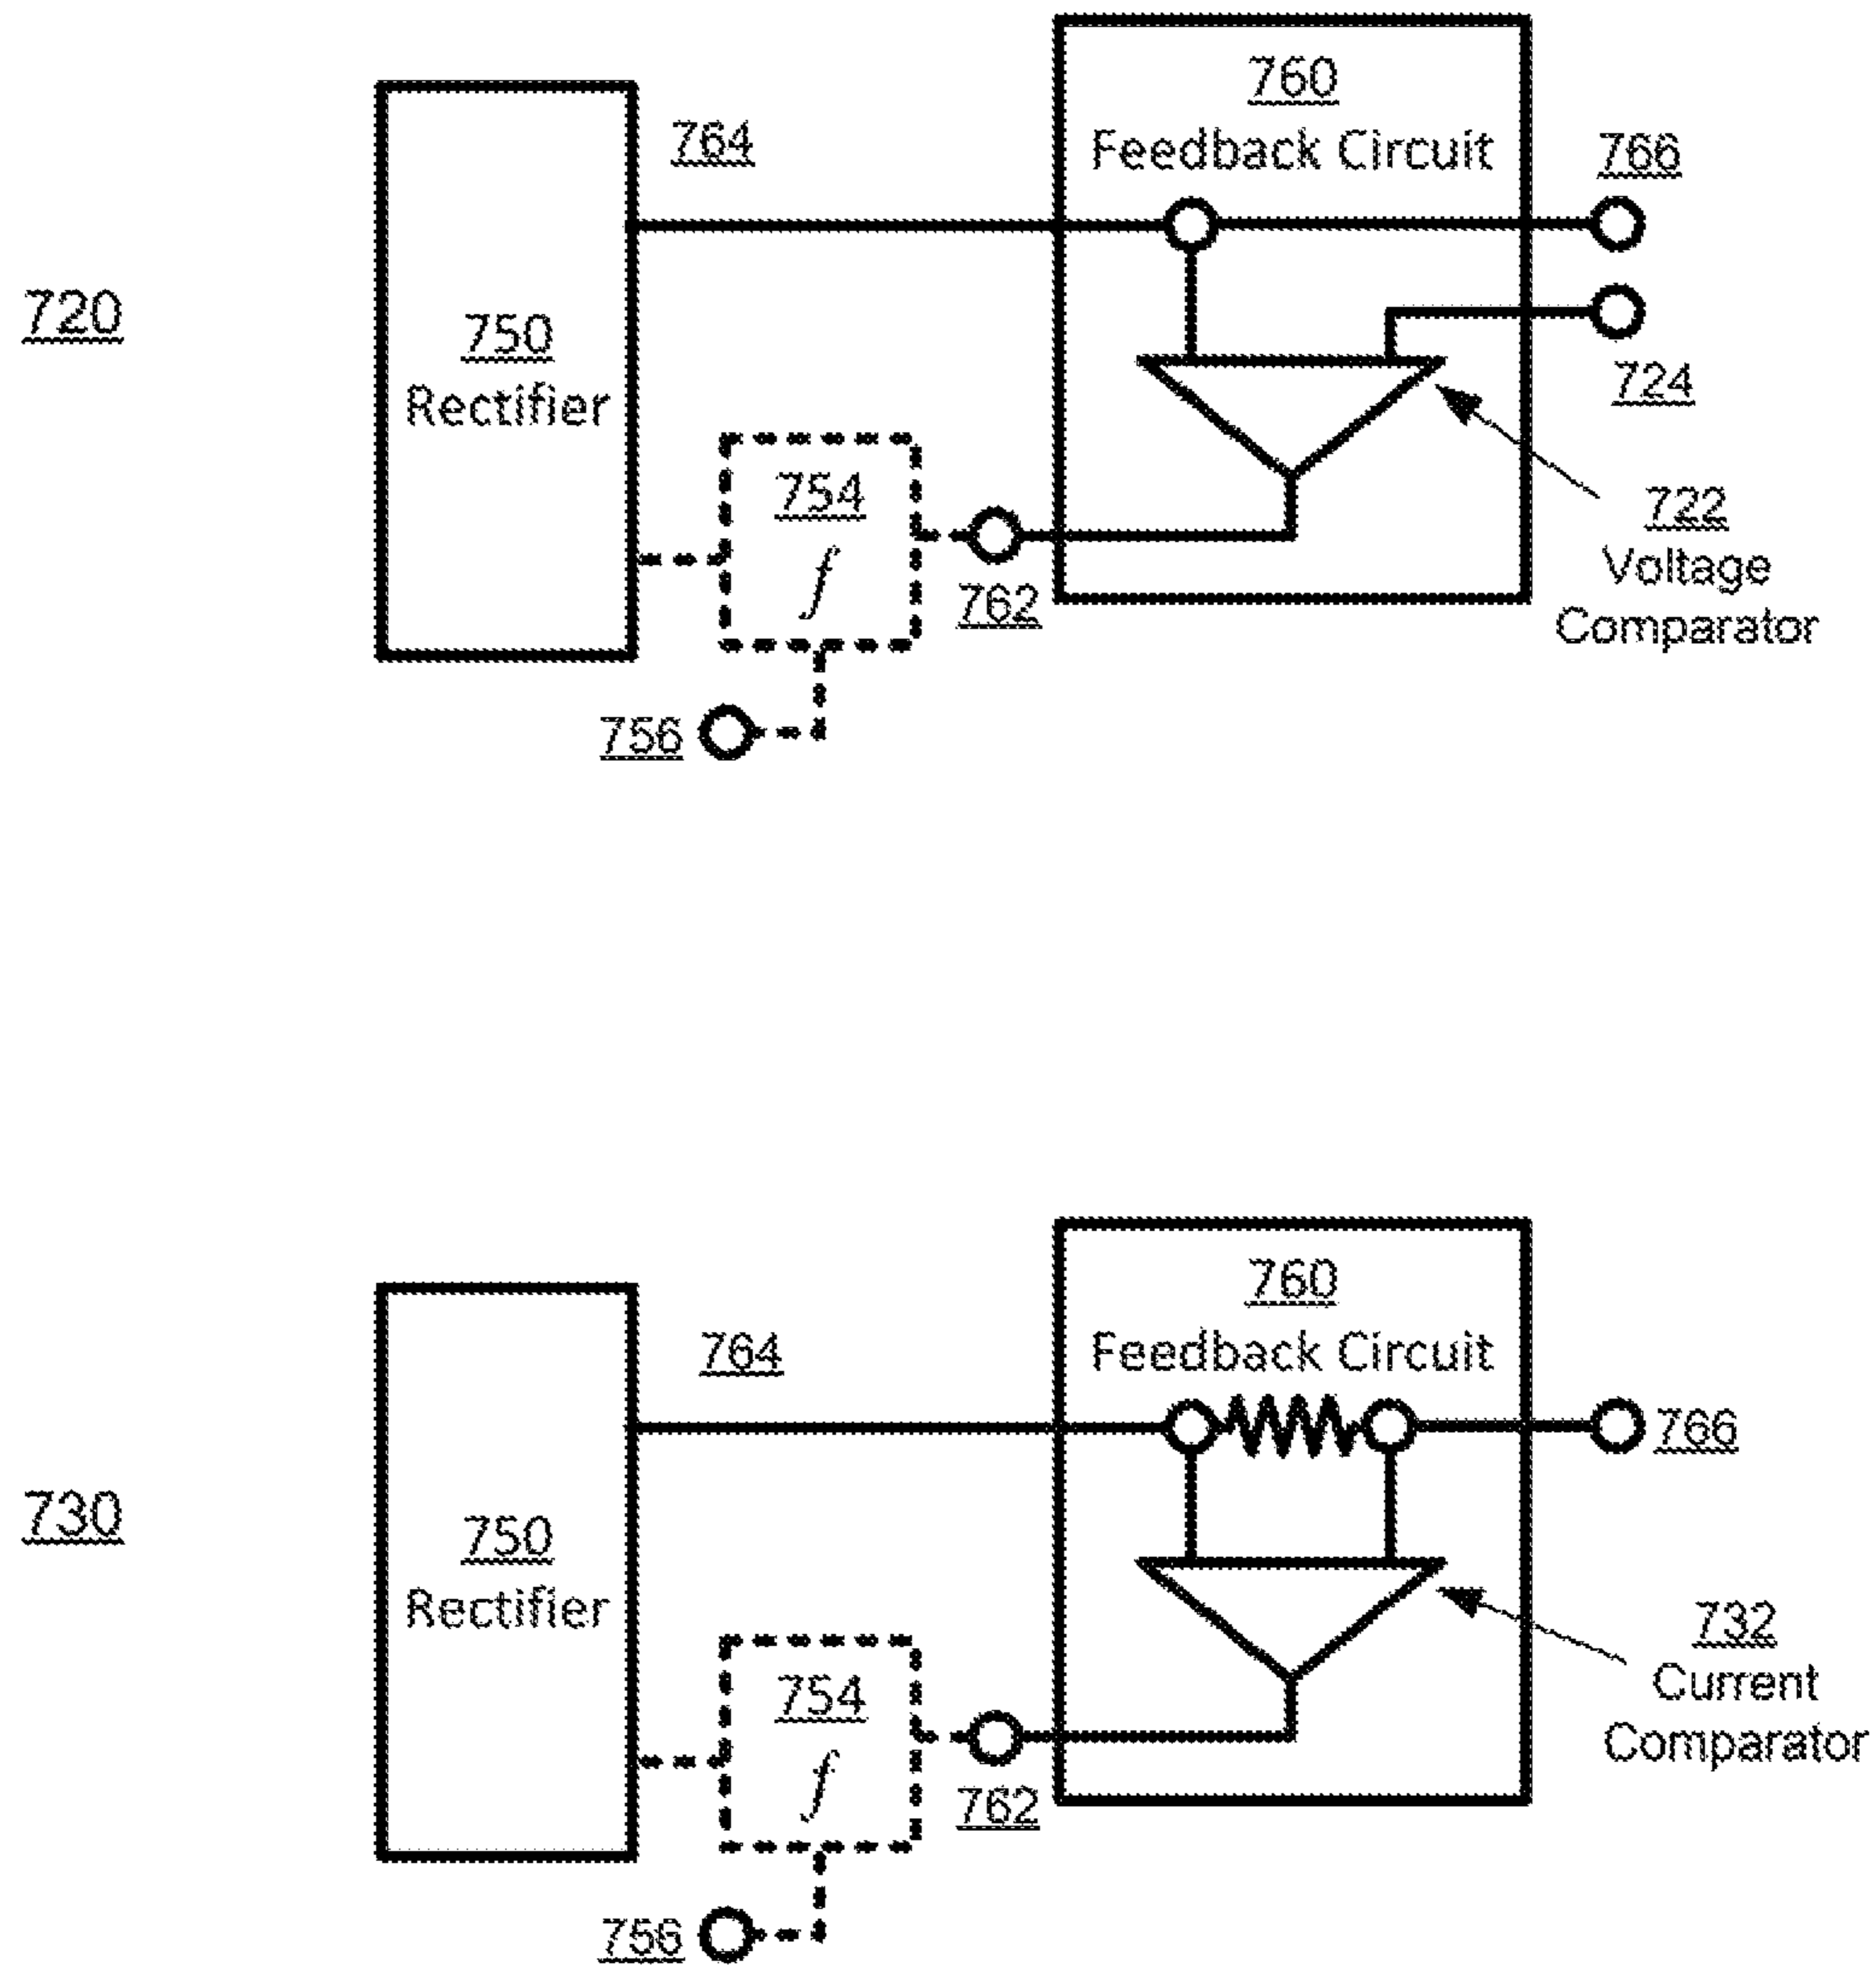 720
750
Rectifier
764
760
Feedback Circuit
766
724
722
Voltage
Comparator
754
f
762
756
730
750
Rectifier
764
760
Feedback Circuit
766
732
Current
Comparator
754
f
762
756